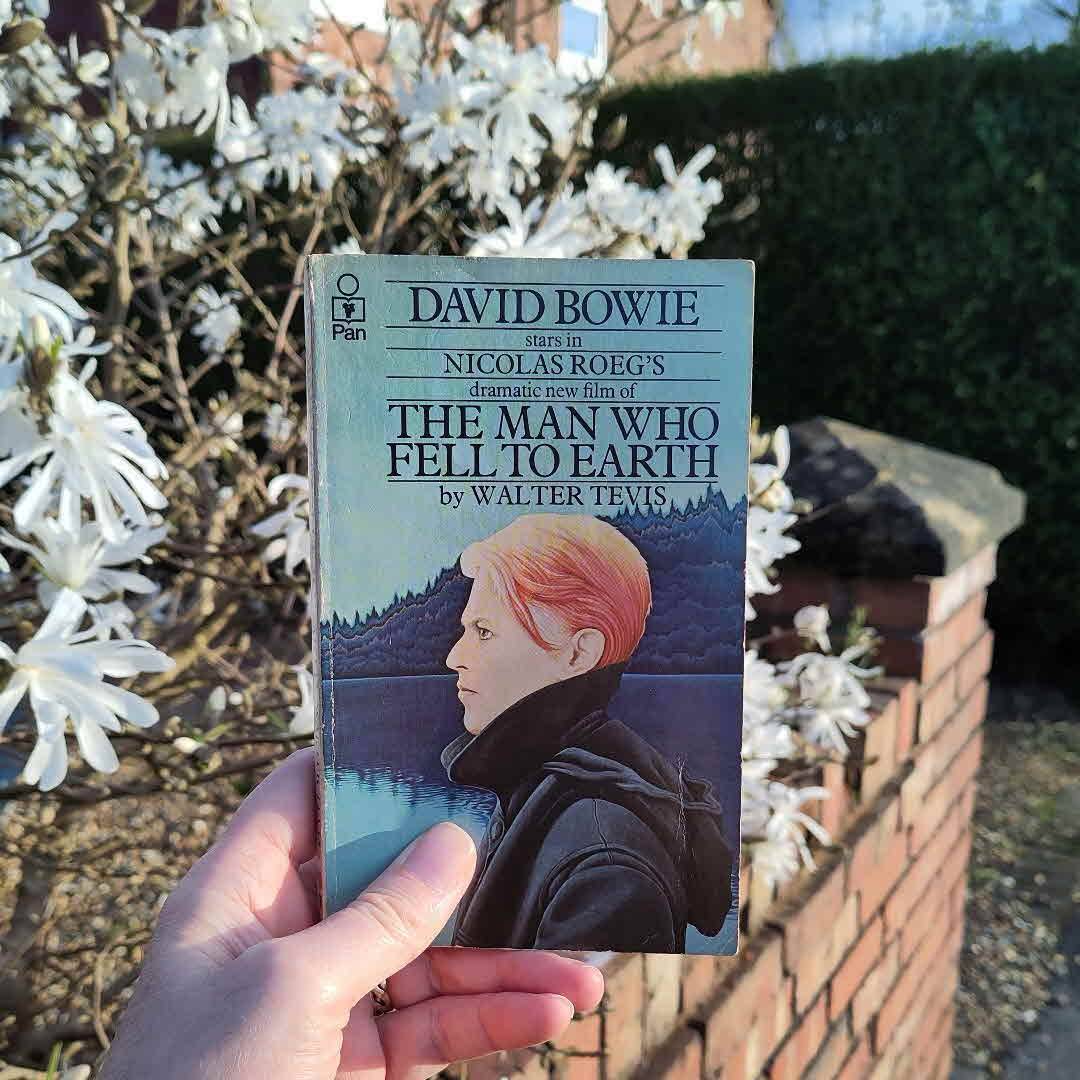 Pan
DAVID BOWIE
stars in
NICOLAS ROEG'S
dramatic new film of
THE MAN WHO
FELL TO EARTH
by WALTER TEVIS